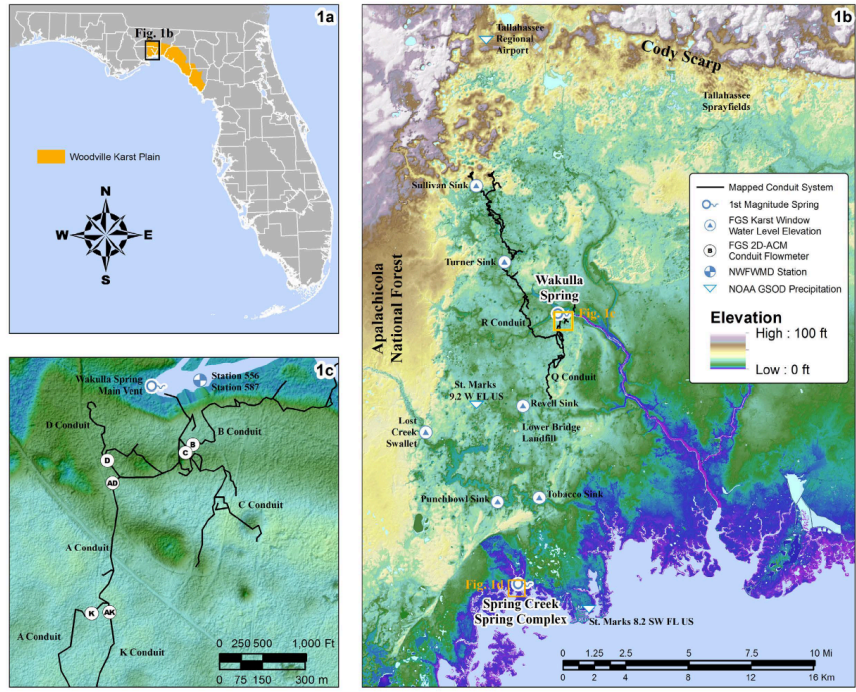 1a
Fig. 1b
Woodville Karst Plain
N
W
E
S
1c
Wakulla Spring
Main Vent
Station 556
Station 587
D Conduit
B Conduit
B
C
D
AD
C Conduit
A Conduit
K
AK
A Conduit
K Conduit
0 250 500 1,000 Ft
0 75 150 300 m
1b
Tallahassee
Regional
Airport
Cody Scarp
Tallahassee
Sprayfields
Sullivan Sink
Turner Sink
Apalachicola
National Forest
Wakulla
Spring
Fig. 1c
R Conduit
Q Conduit
St. Marks
9.2 W FL US
Revell Sink
Lost
Creek
Swallet
Lower Bridge
Landfill
Punchbowl Sink
Tobacco Sink
Fig. 1d
Spring Creek
Spring Complex
St. Marks 8.2 SW FL US
Mapped Conduit System
1st Magnitude Spring
FGS Karst Window
Water Level Elevation
B
FGS 2D-ACM
Conduit Flowmeter
NWFWMD Station
NOAA GSOD Precipitation
Elevation
High : 100 ft
Low : 0 ft
0 1.25 2.5 5 7.5 10 Mi
0 2 4 8 12 16 Km